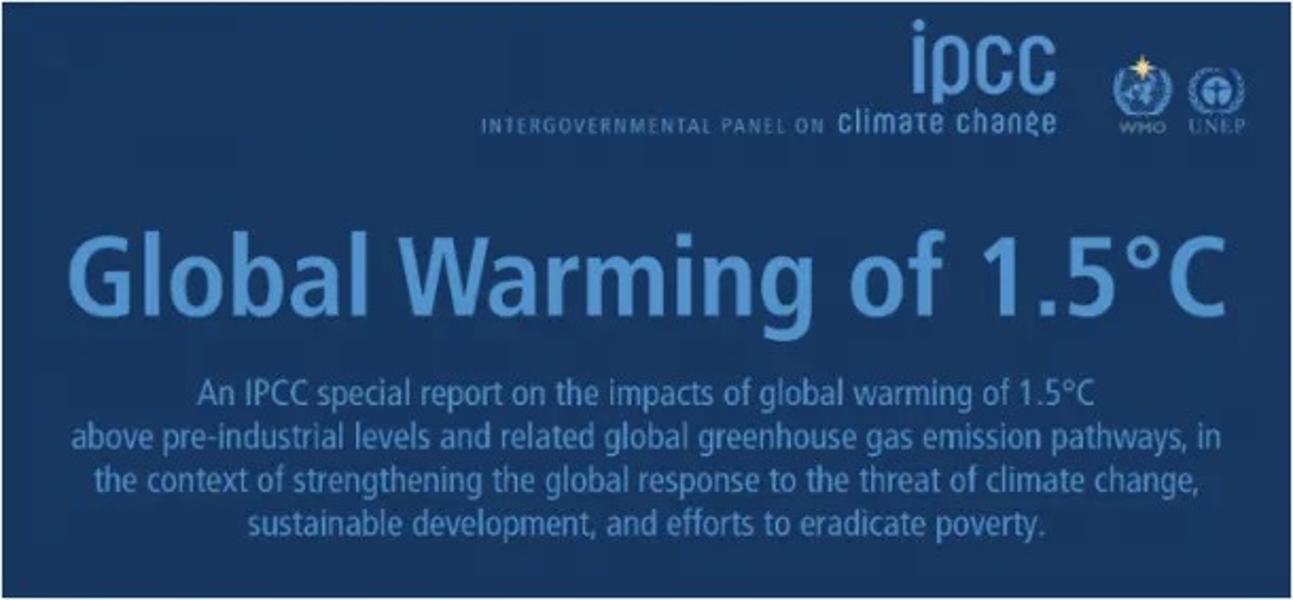 ipcc
INTERGOVERNMENTAL PANEL ON climate change
WMO UNEP
Global Warming of 1.5°C
An IPCC special report on the impacts of global warming of 1.5°C
above pre-industrial levels and related global greenhouse gas emission pathways, in
the context of strengthening the global response to the threat of climate change,
sustainable development, and efforts to eradicate poverty.